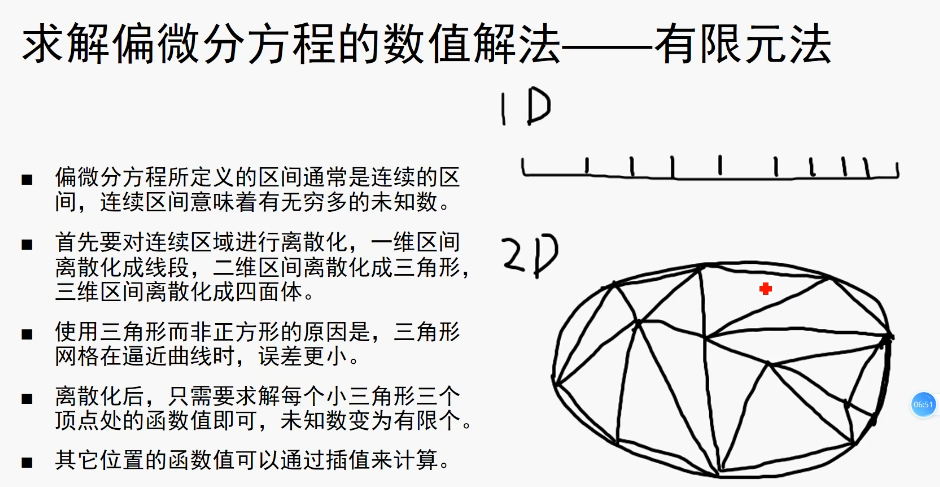 求解偏微分方程的数值解法——有限元法
1D
■ 偏微分方程所定义的区间通常是连续的区
间，连续区间意味着有无穷多的未知数。
■ 首先要对连续区域进行离散化，一维区间
离散化成线段，二维区间离散化成三角形，
三维区间离散化成四面体。
2D
■ 使用三角形而非正方形的原因是，三角形
网格在逼近曲线时，误差更小。
■ 离散化后，只需要求解每个小三角形三个
顶点处的函数值即可，未知数变为有限个。
■ 其它位置的函数值可以通过插值来计算。
06:51